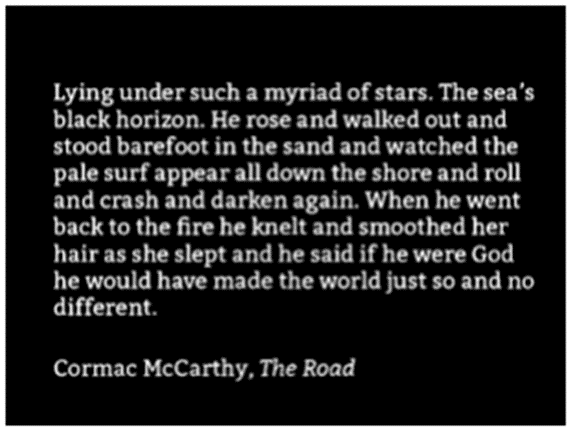 Lying under such a myriad of stars. The sea's
black horizon. He rose and walked out and
stood barefoot in the sand and watched the
pale surf appear all down the shore and roll
and crash and darken again. When he went
back to the fire he knelt and smoothed her
hair as she slept and he said if he were God
he would have made the world just so and no
different.
Cormac McCarthy, The Road